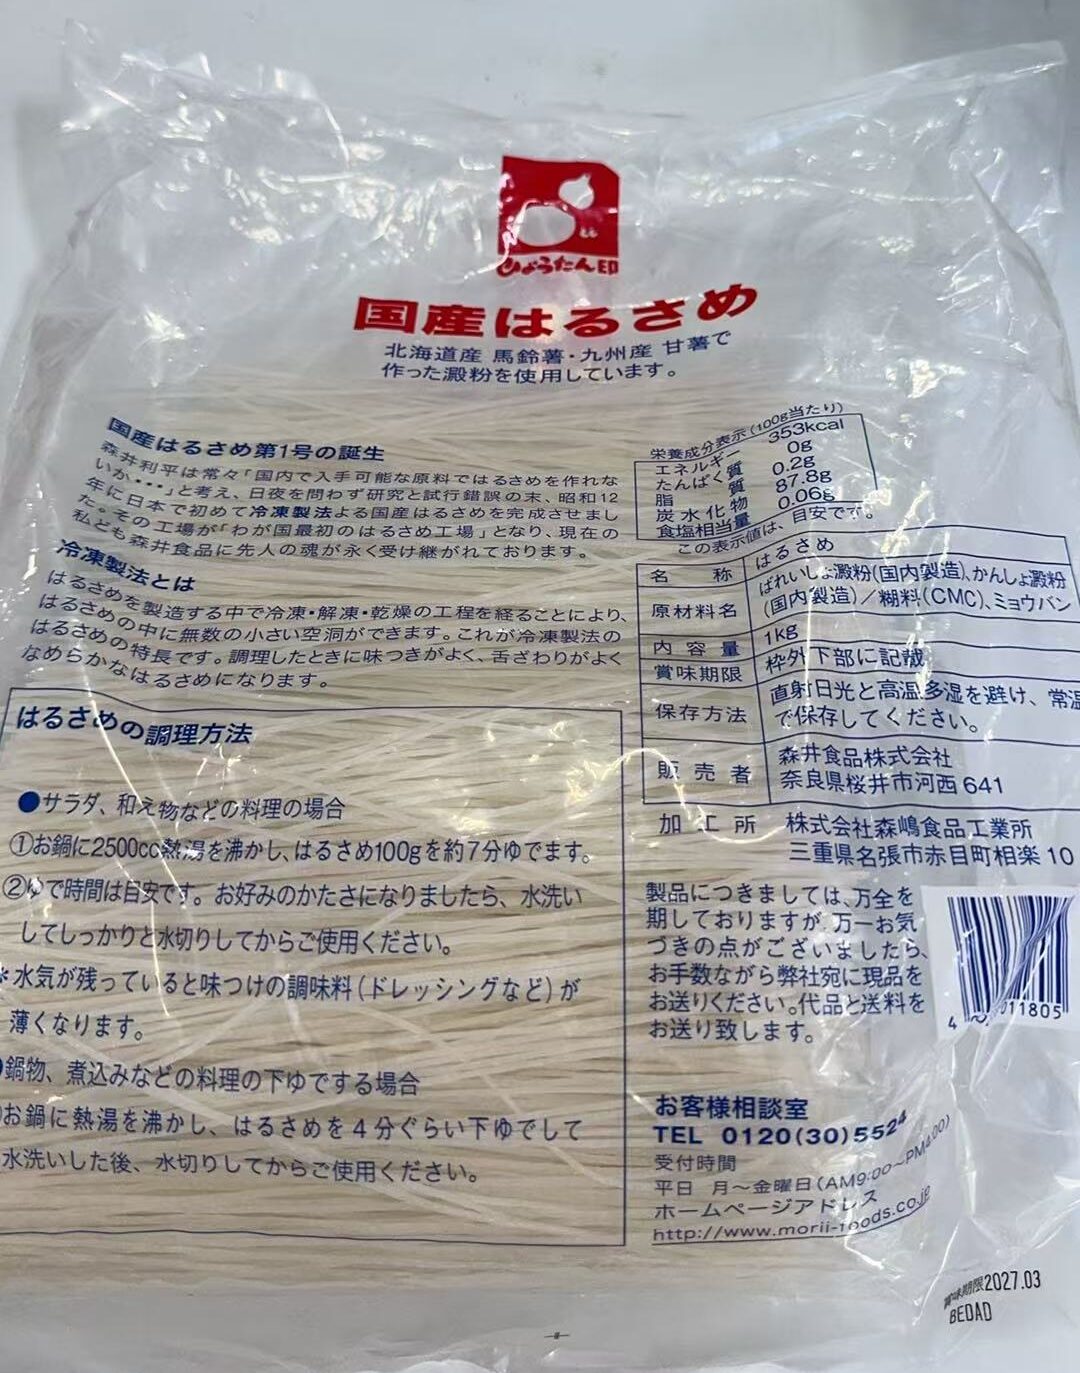 ひょうたん印
国産はるさめ
北海道産 馬鈴薯・九州産 甘薯で
作った澱粉を使用しています。
国産はるさめ第1号の誕生
森井利平は常々「国内で入手可能な原料ではるさめを作れな
いか・・・」と考え、日夜を問わず研究と試行錯誤の末、昭和12
年に日本で初めて冷凍製法よる国産はるさめを完成させまし
た。その工場が「わが国最初のはるさめ工場」となり、現在の
私ども森井食品に先人の魂が永く受け継がれております。
冷凍製法とは
はるさめを製造する中で冷凍・解凍・乾燥の工程を経ることにより、
はるさめの中に無数の小さい空洞ができます。これが冷凍製法の
はるさめの特長です。調理したときに味つきがよく、舌ざわりがよく
なめらかなはるさめになります。
はるさめの調理方法
●サラダ、和え物などの料理の場合
①お鍋に2500cc熱湯を沸かし、はるさめ100gを約7分ゆでます。
②ゆで時間は目安です。お好みのかたさになりましたら、水洗い
してしっかりと水切りしてからご使用ください。
*水気が残っていると味つけの調味料(ドレッシングなど)が
薄くなります。
鍋物、煮込みなどの料理の下ゆでする場合
お鍋に熱湯を沸かし、はるさめを4分ぐらい下ゆでして
水洗いした後、水切りしてからご使用ください。
栄養成分表示(100g当たり)
エネルギー 353kcal
たんぱく質 0g
脂質 0.2g
炭水化物 87.8g
食塩相当量 0.06g
この表示値は、目安です。
名称 はるさめ
原材料名 ばれいしょ澱粉(国内製造)、かんしょ澱粉
(国内製造)/糊料(CMC)、ミョウバン
内容量 1kg
賞味期限 枠外下部に記載
保存方法 直射日光と高温多湿を避け、常温
で保存してください。
販売者 森井食品株式会社
奈良県桜井市河西641
加工所 株式会社森嶋食品工業所
三重県名張市赤目町相楽10
製品につきましては、万全を
期しておりますが、万一お気
づきの点がございましたら、
お手数ながら弊社宛に現品を
お送りください。代品と送料を
お送り致します。
4 11805
お客様相談室
TEL 0120(30)5524
受付時間
平日 月～金曜日(AM9:00～PM4:00)
ホームページアドレス
http://www.morii-foods.co.jp
賞味期限2027.03
BEDAD